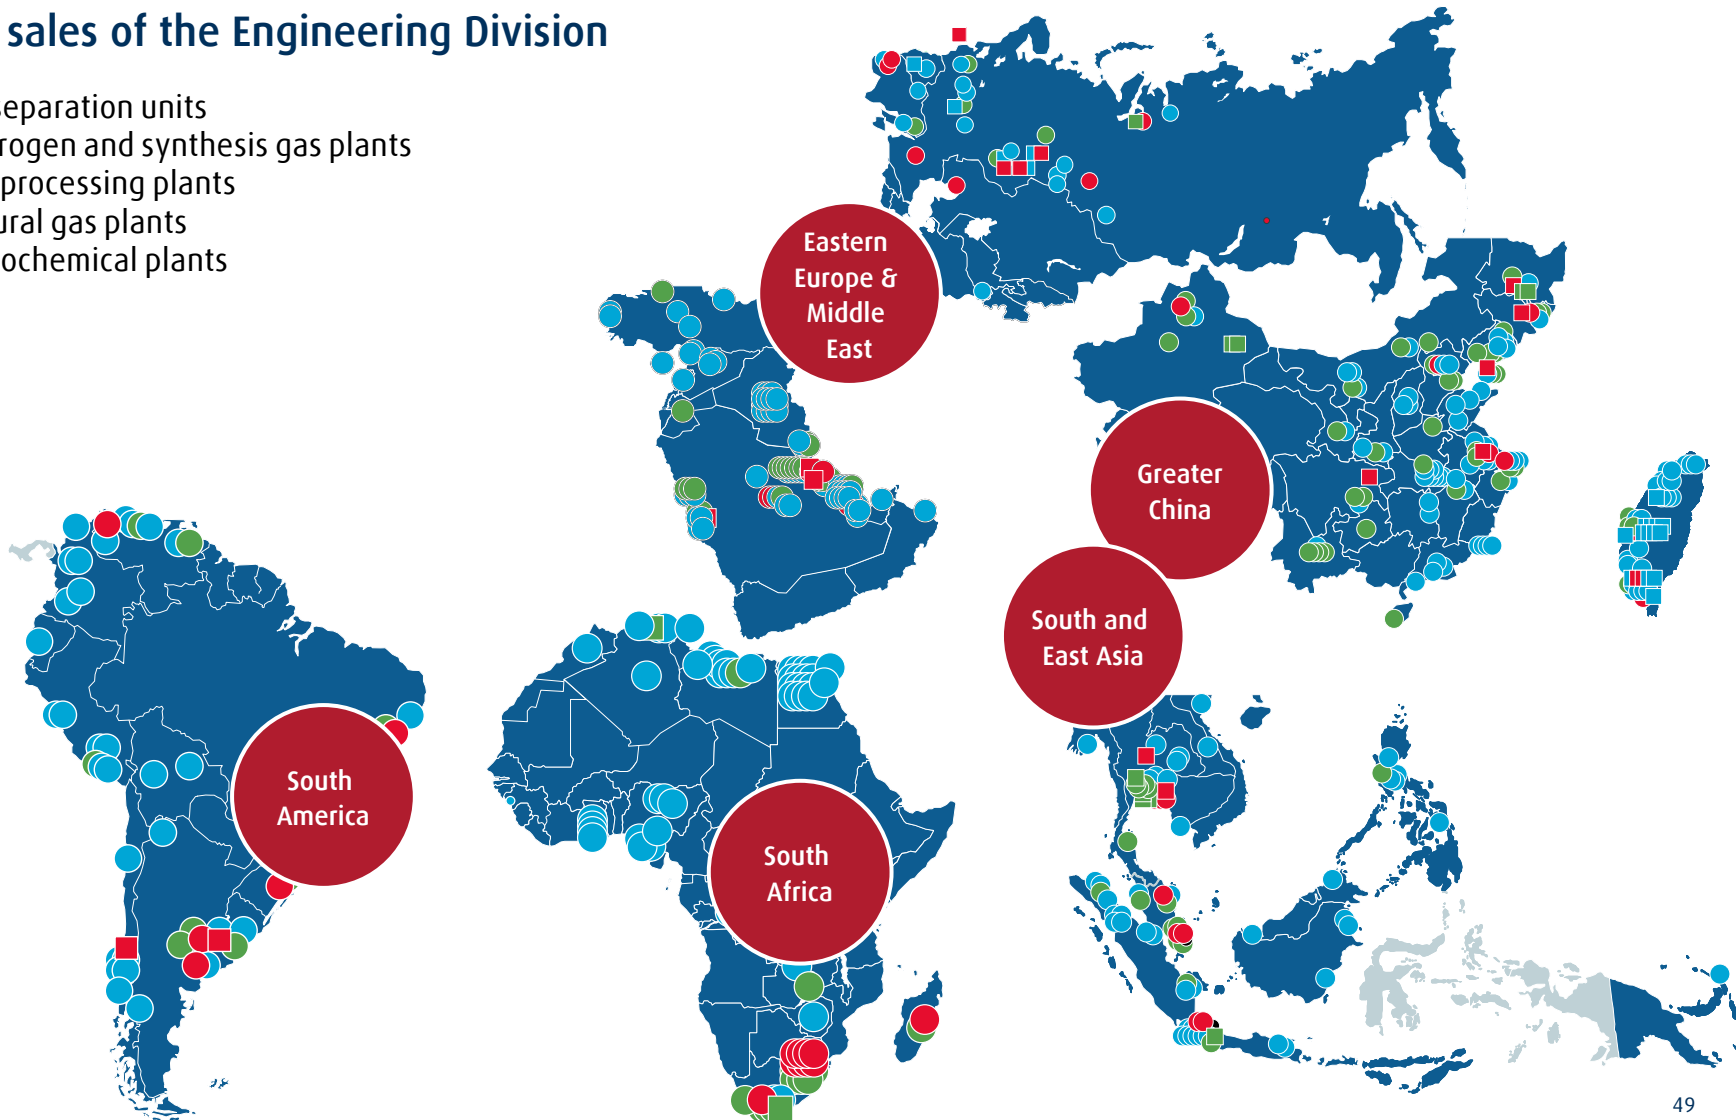 sales of the Engineering Division
separation units
rogen and synthesis gas plants
processing plants
ural gas plants
ochemical plants
Eastern
Europe &
Middle
East
Greater
China
South and
East Asia
South
America
South
Africa
49